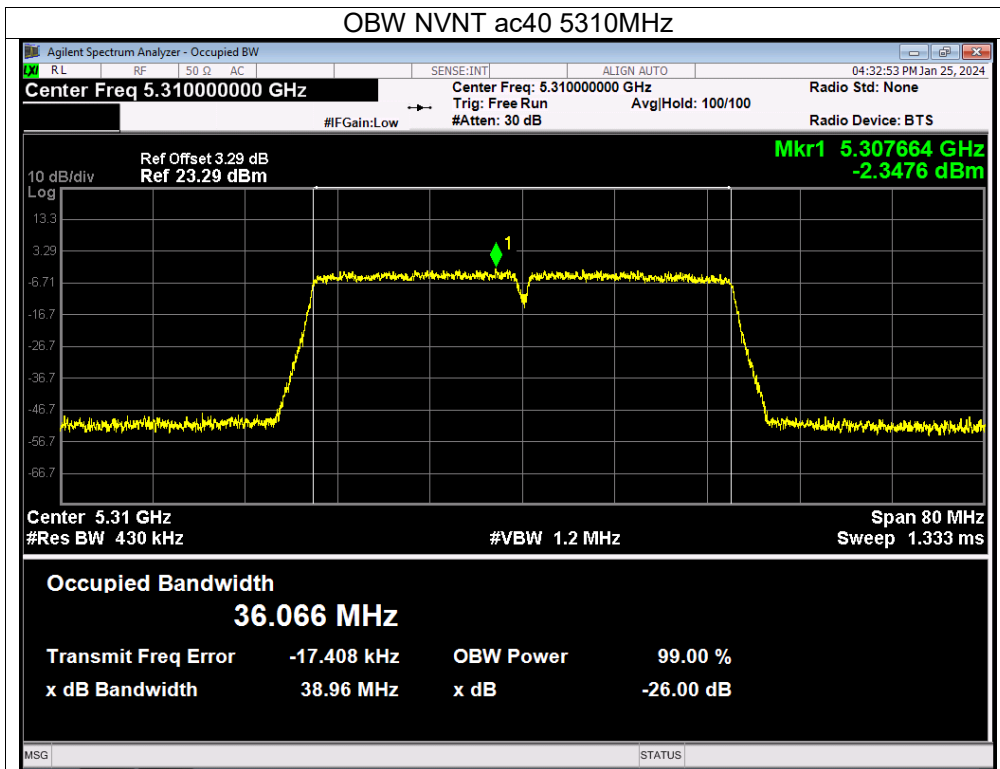 OBW NVNT ac40 5310MHz
Agilent Spectrum Analyzer - Occupied BW
LXI RL RF 50 Ω AC SENSE:INT ALIGN AUTO 04:32:53 PM Jan 25, 2024
Center Freq 5.310000000 GHz Center Freq: 5.310000000 GHz Radio Std: None
Trig: Free Run Avg|Hold: 100/100
#IFGain:Low #Atten: 30 dB Radio Device: BTS
Mkr1 5.307664 GHz
-2.3476 dBm
Ref Offset 3.29 dB
10 dB/div Ref 23.29 dBm
Log
13.3
1
3.29
-6.71
-16.7
-26.7
-36.7
-46.7
-56.7
-66.7
Center 5.31 GHz Span 80 MHz
#Res BW 430 kHz #VBW 1.2 MHz Sweep 1.333 ms
Occupied Bandwidth
36.066 MHz
Transmit Freq Error -17.408 kHz OBW Power 99.00 %
x dB Bandwidth 38.96 MHz x dB -26.00 dB
MSG STATUS